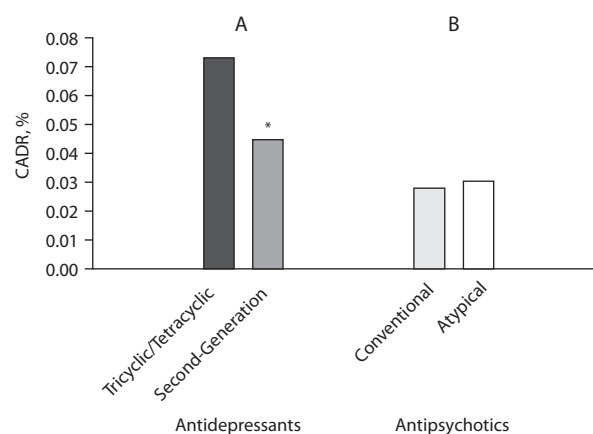 A B
CADR, %
0.08
0.07
0.06
0.05
0.04
0.03
0.02
0.01
0.00
*
Tricyclic/Tetracyclic
Second-Generation
Conventional
Atypical
Antidepressants Antipsychotics